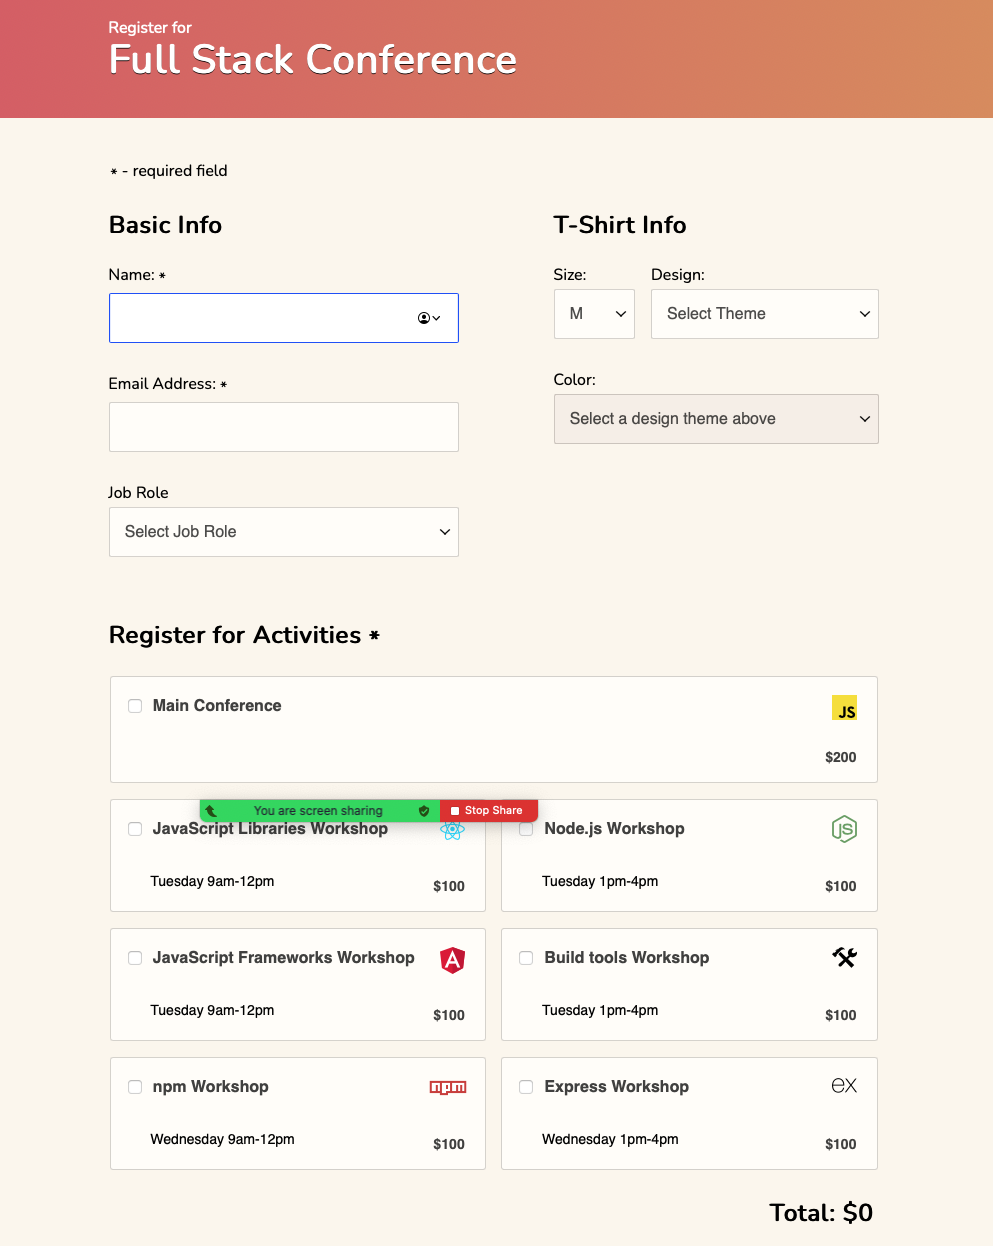 Register for
Full Stack Conference
* - required field
Basic Info
Name: *
Email Address: *
Job Role
Select Job Role
T-Shirt Info
Size:
Design:
M
Select Theme
Color:
Select a design theme above
Register for Activities *
Main Conference
JS
$200
You are screen sharing
Stop Share
JavaScript Libraries Workshop
Tuesday 9am-12pm
$100
Node.js Workshop
JS
Tuesday 1pm-4pm
$100
JavaScript Frameworks Workshop
A
Tuesday 9am-12pm
$100
Build tools Workshop
Tuesday 1pm-4pm
$100
npm Workshop
npm
Wednesday 9am-12pm
$100
Express Workshop
ex
Wednesday 1pm-4pm
$100
Total: $0